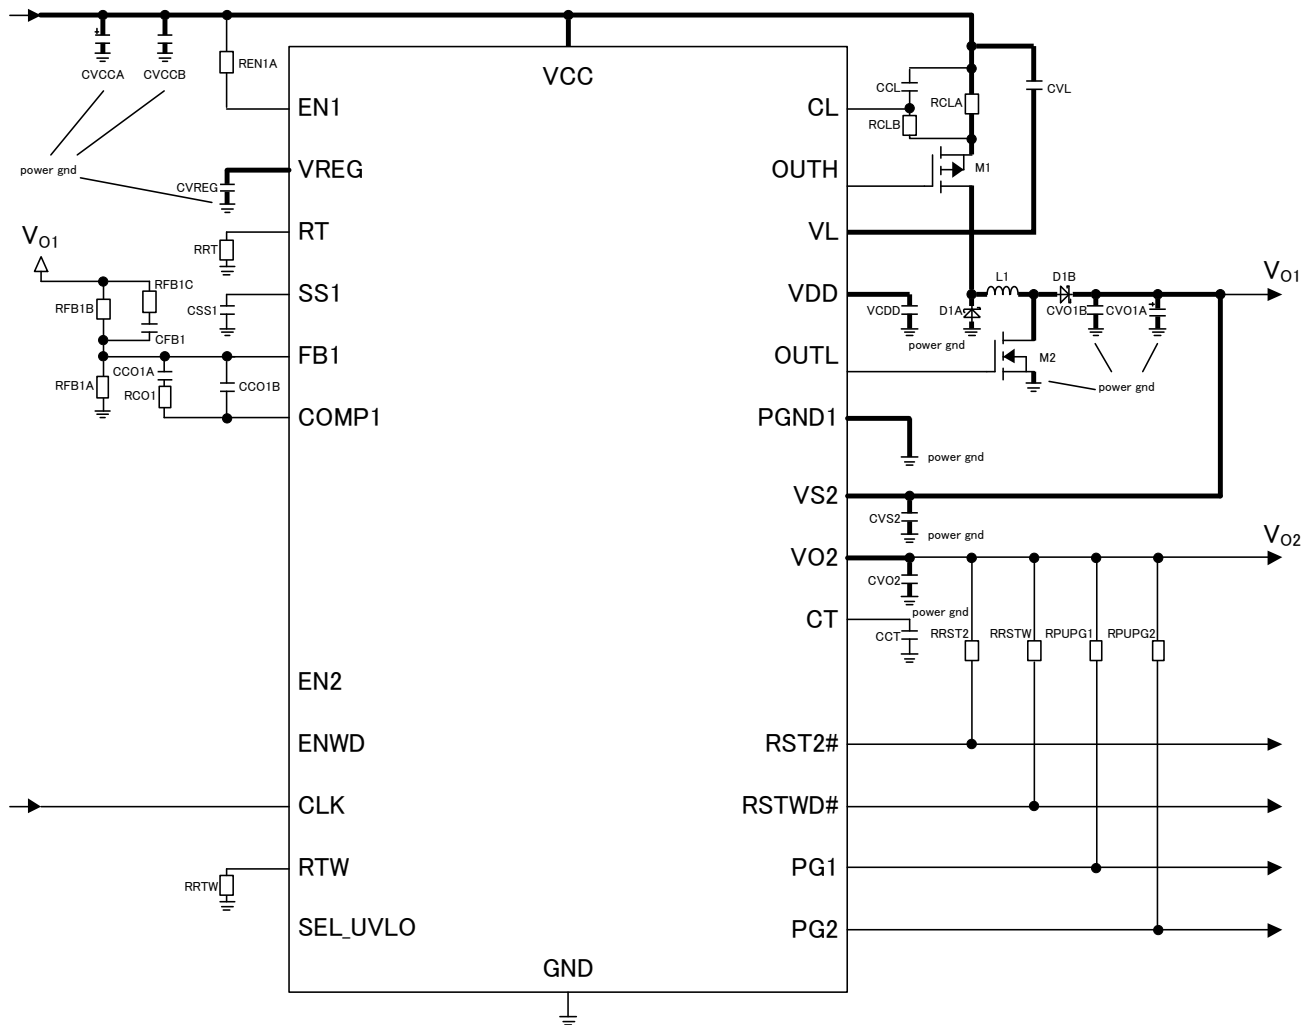 VCC
CVCCA
CVCCB
REN1A
EN1
power gnd
VREG
CVREG
RT
RRT
VO1
SS1
CSS1
RFB1C
RFB1B
CFB1
FB1
RFB1A
CCO1A
RCO1
CCO1B
COMP1
EN2
ENWD
CLK
RTW
RRTW
SEL_UVLO
GND
CL
CCL
RCLA
RCLB
CVL
OUTH
M1
VL
VDD
VCDD
power gnd
D1A
L1
D1B
VO1
CVO1B
CVO1A
OUTL
M2
power gnd
PGND1
power gnd
VS2
CVS2
power gnd
VO2
VO2
CVO2
power gnd
CT
CCT
RRST2
RRSTW
RPUPG1
RPUPG2
RST2#
RSTWD#
PG1
PG2